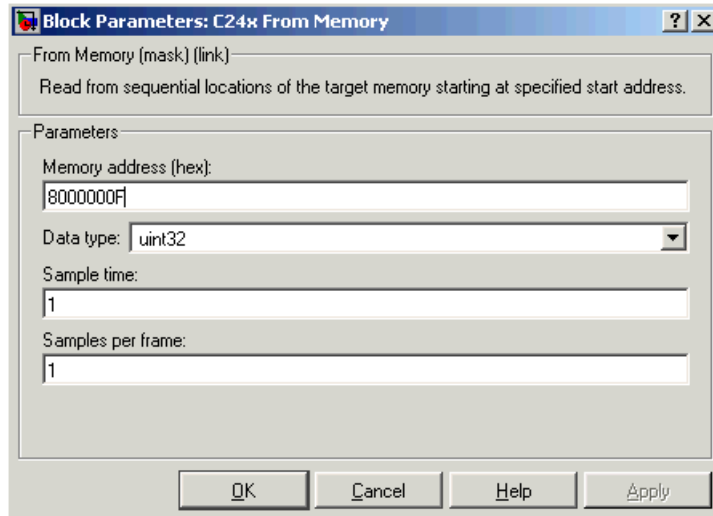 Block Parameters: C24x From Memory
From Memory (mask) (link)
Read from sequential locations of the target memory starting at specified start address.
Parameters
Memory address (hex):
8000000F
Data type: uint32
Sample time:
1
Samples per frame:
1
OK Cancel Help Apply